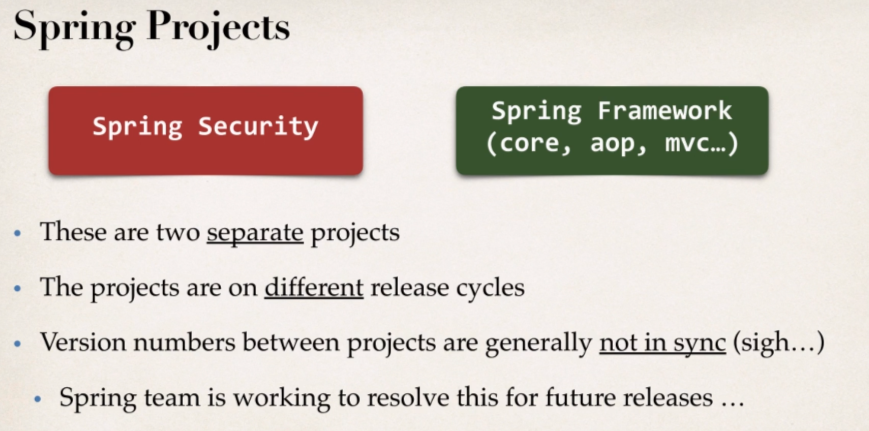 Spring Projects
Spring Security
Spring Framework
(core, aop, mvc…)
• These are two separate projects
• The projects are on different release cycles
• Version numbers between projects are generally not in sync (sigh…)
• Spring team is working to resolve this for future releases …